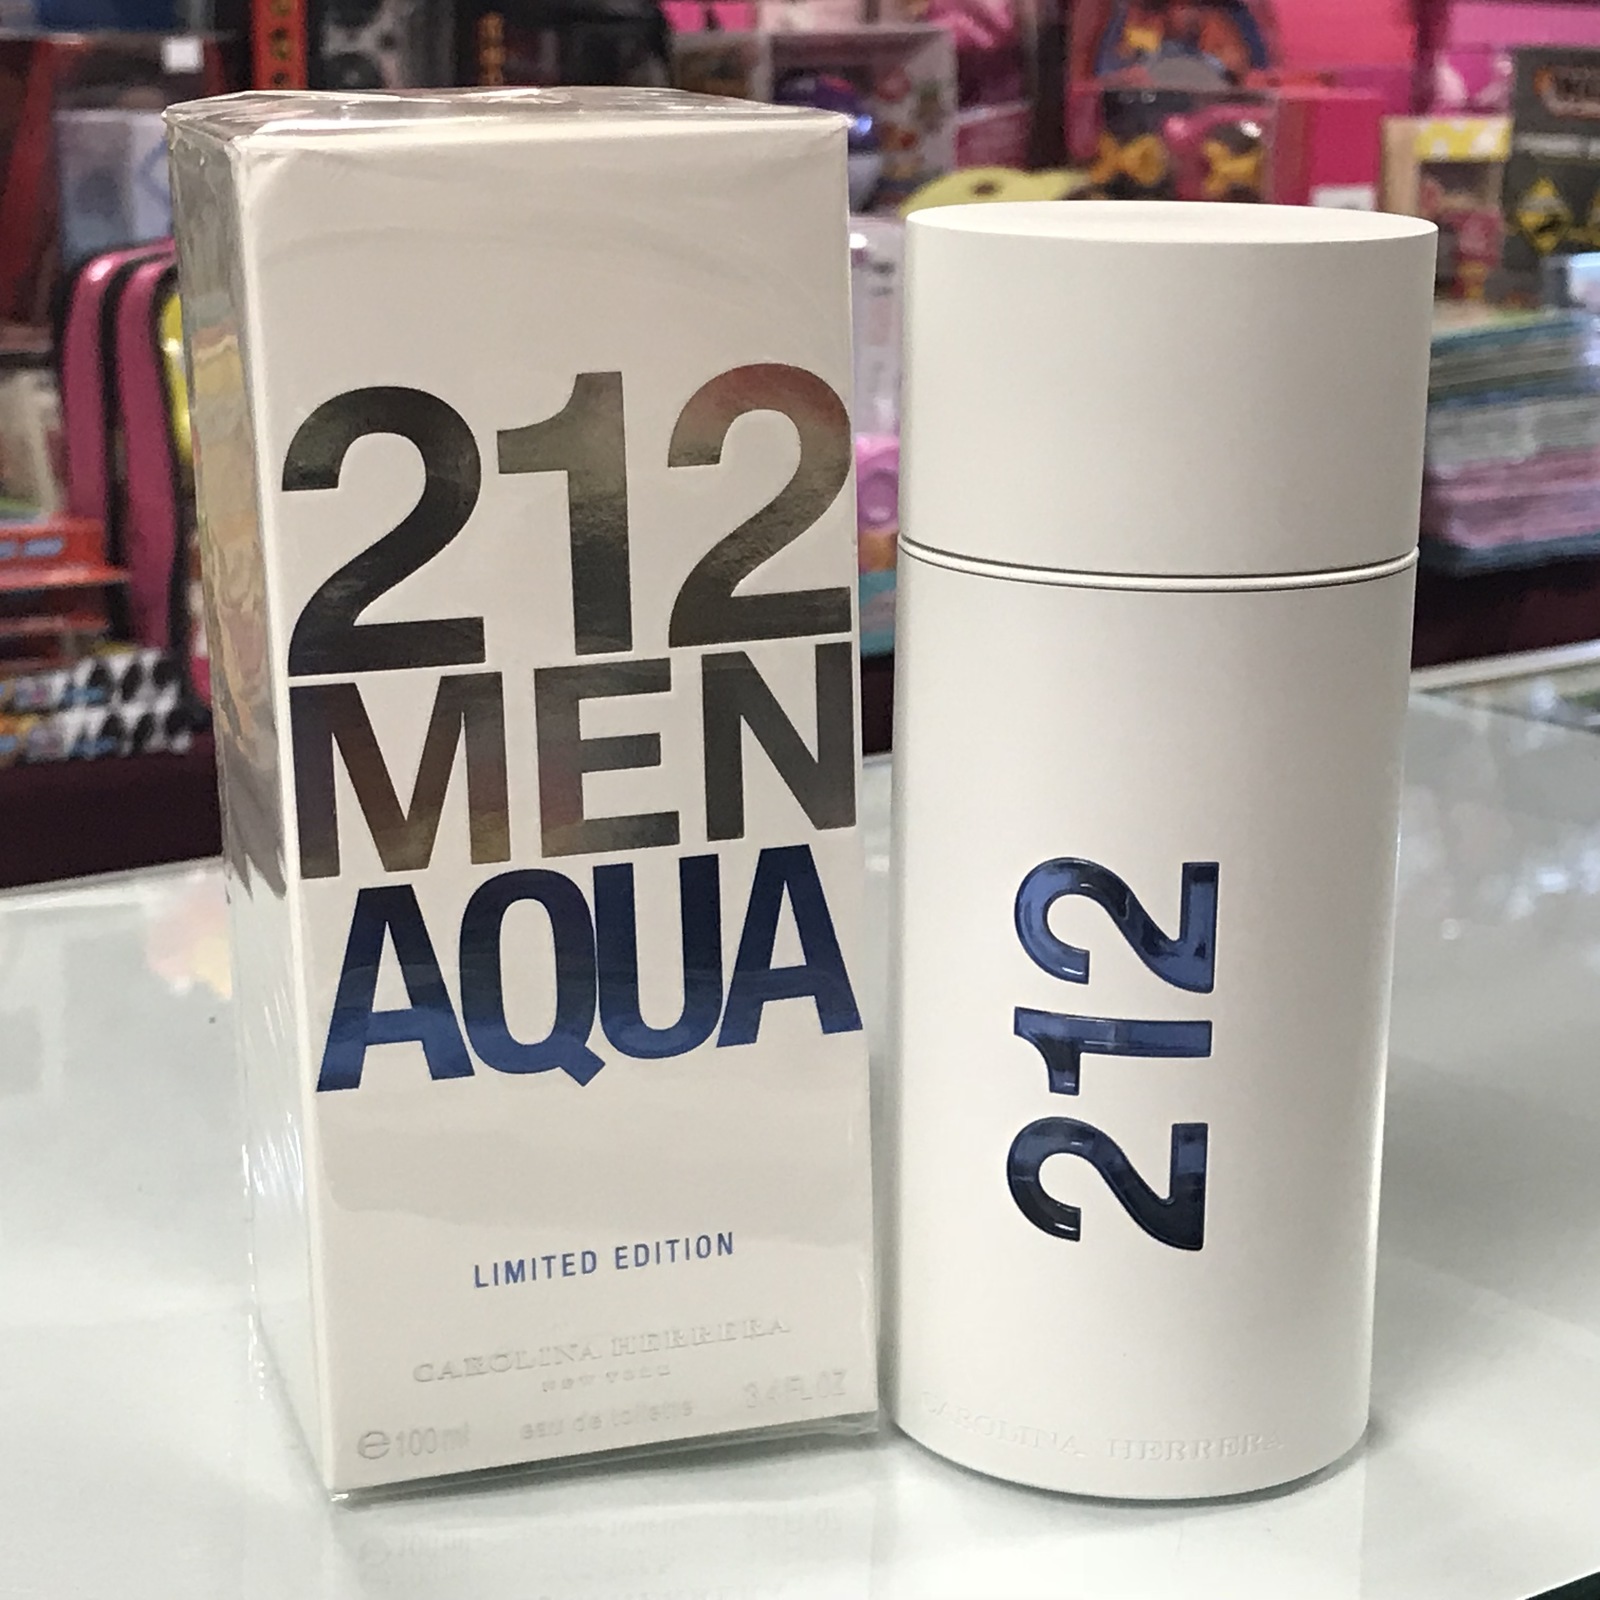 212
MEN
AQUA
LIMITED EDITION
CAROLINA HERRERA
NEW YORK
e 100 ml eau de toilette 3.4 FL OZ
212
CAROLINA HERRERA